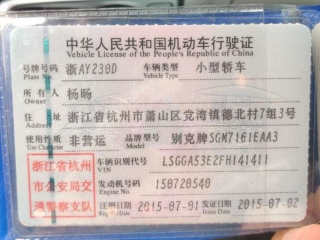 中华人民共和国机动车行驶证
Vehicle License of the People's Republic of China
号牌号码 浙AY230D 车辆类型 小型轿车
Plate No. Vehicle Type
所有人 杨旸
Owner
住址 浙江省杭州市萧山区党湾镇德北村7组3号
Address
使用性质 非营运 品牌型号 别克牌SGM7161EAA3
Use Character Model
浙江省杭州 车辆识别代号 LSGGA53E2FH141411
VIN
市公安局交 发动机号码 150720540
Engine No.
通警察支队 注册日期 2015-07-01 发证日期 2015-07-02
Register Date Issue Date